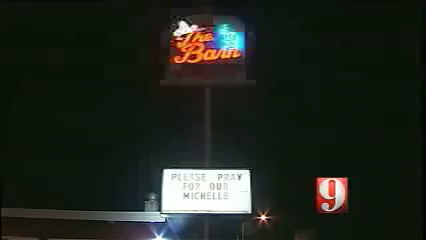 The
Barn
PLEASE PRAY
FOR OUR
MICHELLE
9